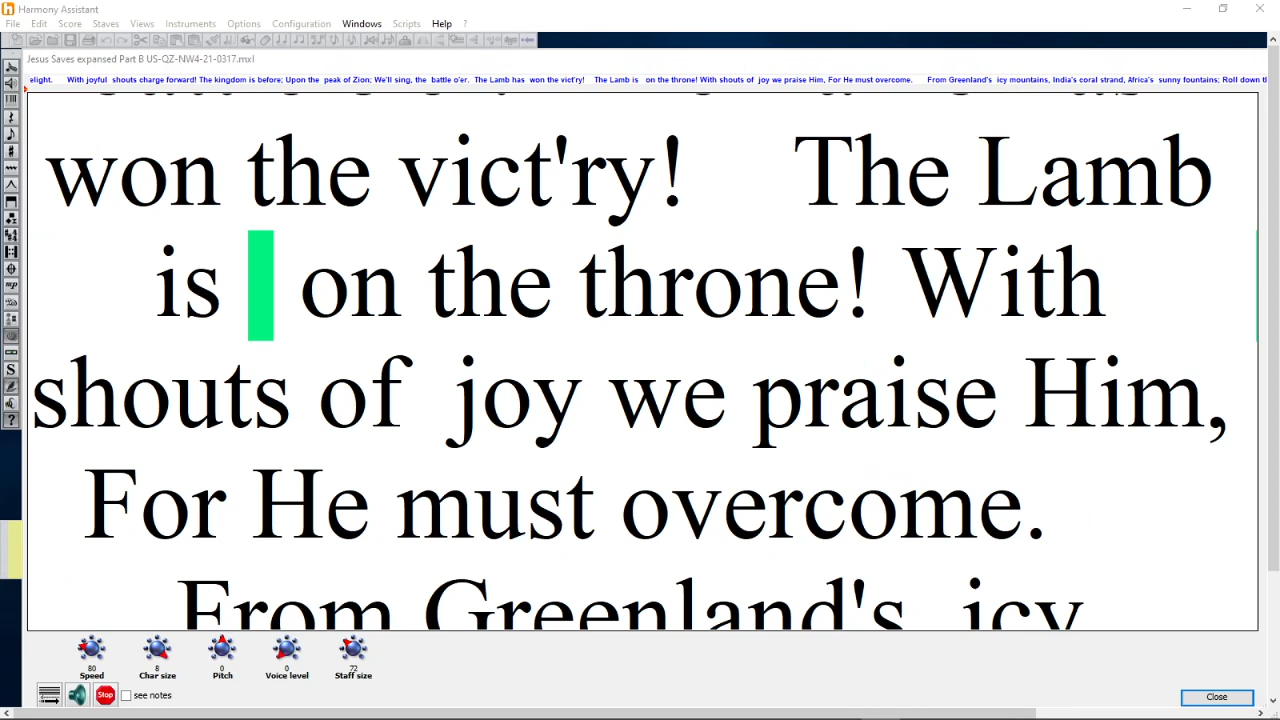 Harmony Assistant
File Edit Score Staves Views Instruments Options Configuration Windows Scripts Help ?
Jesus Saves expansed Part B US-QZ-NW4-21-0317.mxl
elight. With joyful shouts charge forward! The kingdom is before; Upon the peak of Zion; We'll sing, the battle o'er. The Lamb has won the vict'ry! The Lamb is on the throne! With shouts of joy we praise Him, For He must overcome. From Greenland's icy mountains, India's coral strand, Africa's sunny fountains; Roll down th
won the vict'ry! The Lamb
is on the throne! With
shouts of joy we praise Him,
For He must overcome.
From Greenland's icy
80 8 0 0 72
Speed Char size Pitch Voice level Staff size
Stop see notes Close